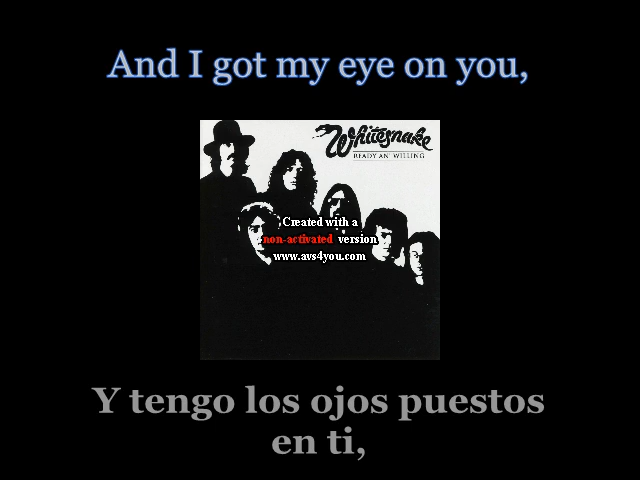 And I got my eye on you,
Whitesnake
READY AN' WILLING
Created with a
non-activated version
www.avs4you.com
Y tengo los ojos puestos
en ti,